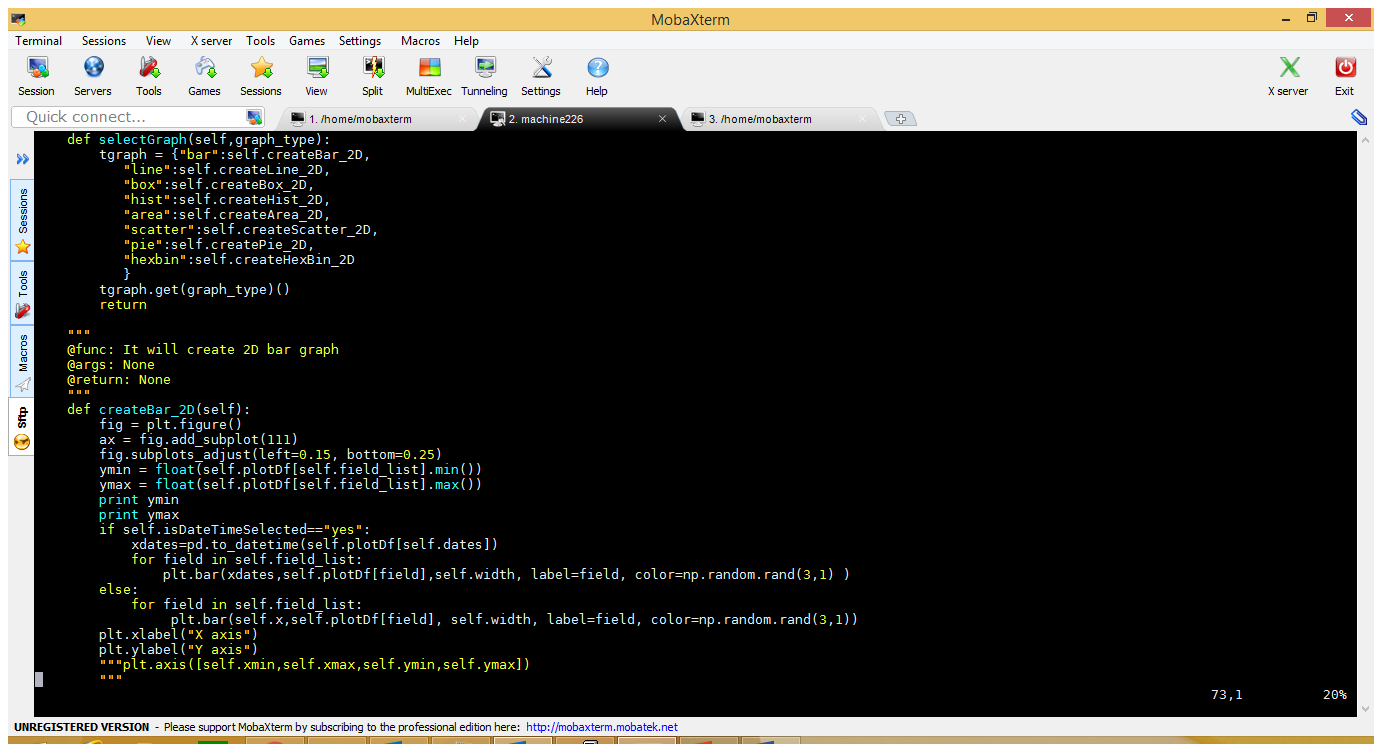 MobaXterm
Terminal Sessions View X server Tools Games Settings Macros Help
Session Servers Tools Games Sessions View Split MultiExec Tunneling Settings Help X server Exit
Quick connect...
1. /home/mobaxterm
2. machine226
3. /home/mobaxterm
Sessions
Tools
Macros
Sftp
def selectGraph(self,graph_type):
tgraph = {"bar":self.createBar_2D,
"line":self.createLine_2D,
"box":self.createBox_2D,
"hist":self.createHist_2D,
"area":self.createArea_2D,
"scatter":self.createScatter_2D,
"pie":self.createPie_2D,
"hexbin":self.createHexBin_2D
}
tgraph.get(graph_type)()
return
"""
@func: It will create 2D bar graph
@args: None
@return: None
"""
def createBar_2D(self):
fig = plt.figure()
ax = fig.add_subplot(111)
fig.subplots_adjust(left=0.15, bottom=0.25)
ymin = float(self.plotDf[self.field_list].min())
ymax = float(self.plotDf[self.field_list].max())
print ymin
print ymax
if self.isDateTimeSelected=="yes":
xdates=pd.to_datetime(self.plotDf[self.dates])
for field in self.field_list:
plt.bar(xdates,self.plotDf[field],self.width, label=field, color=np.random.rand(3,1) )
else:
for field in self.field_list:
plt.bar(self.x,self.plotDf[field], self.width, label=field, color=np.random.rand(3,1))
plt.xlabel("X axis")
plt.ylabel("Y axis")
"""plt.axis([self.xmin,self.xmax,self.ymin,self.ymax])
"""
73,1 20%
UNREGISTERED VERSION - Please support MobaXterm by subscribing to the professional edition here: http://mobaxterm.mobatek.net